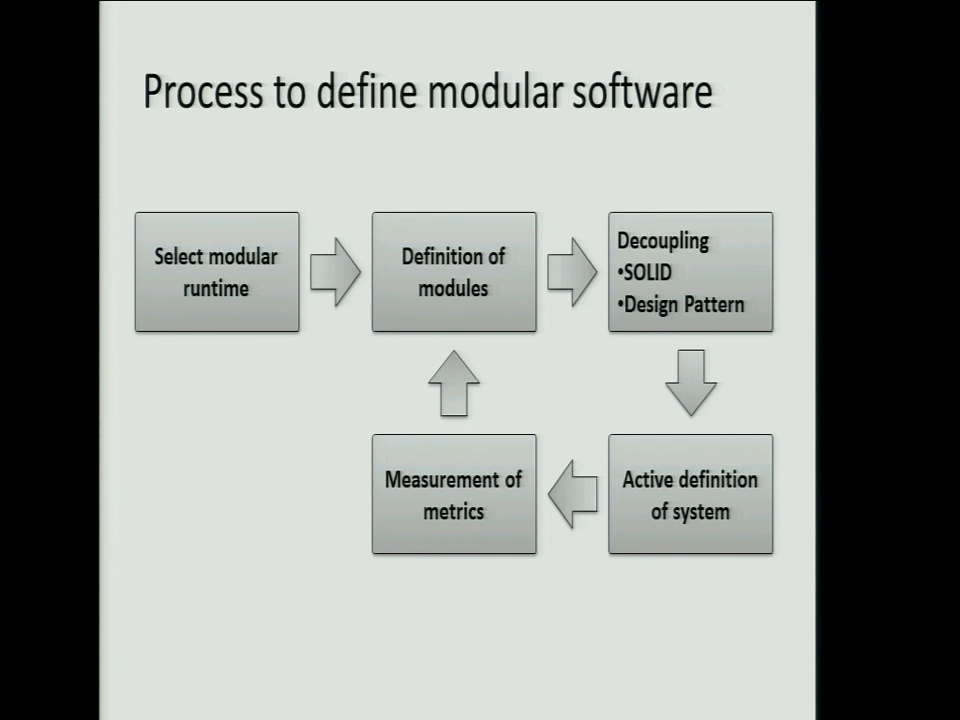 Process to define modular software
Select modular
runtime
Definition of
modules
Decoupling
•SOLID
•Design Pattern
Measurement of
metrics
Active definition
of system